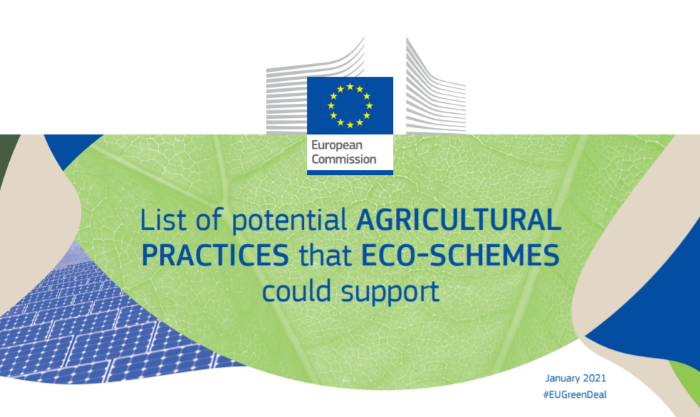 European
Commission
List of potential AGRICULTURAL
PRACTICES that ECO-SCHEMES
could support
January 2021
#EUGreenDeal